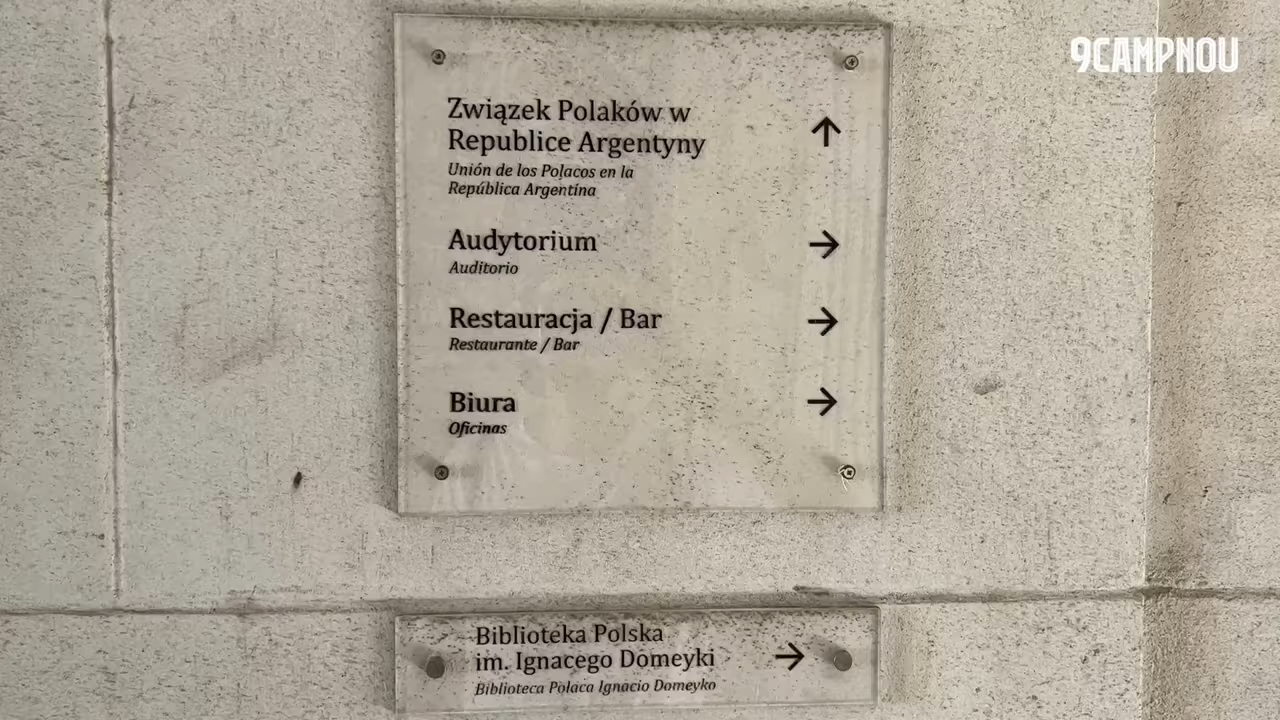 9CAMPNOU
Związek Polaków w
Republice Argentyny
Unión de los Polacos en la
República Argentina
Audytorium
Auditorio
Restauracja / Bar
Restaurante / Bar
Biura
Oficinas
Biblioteka Polska
im. Ignacego Domeyki
Biblioteca Polaca Ignacio Domeyko